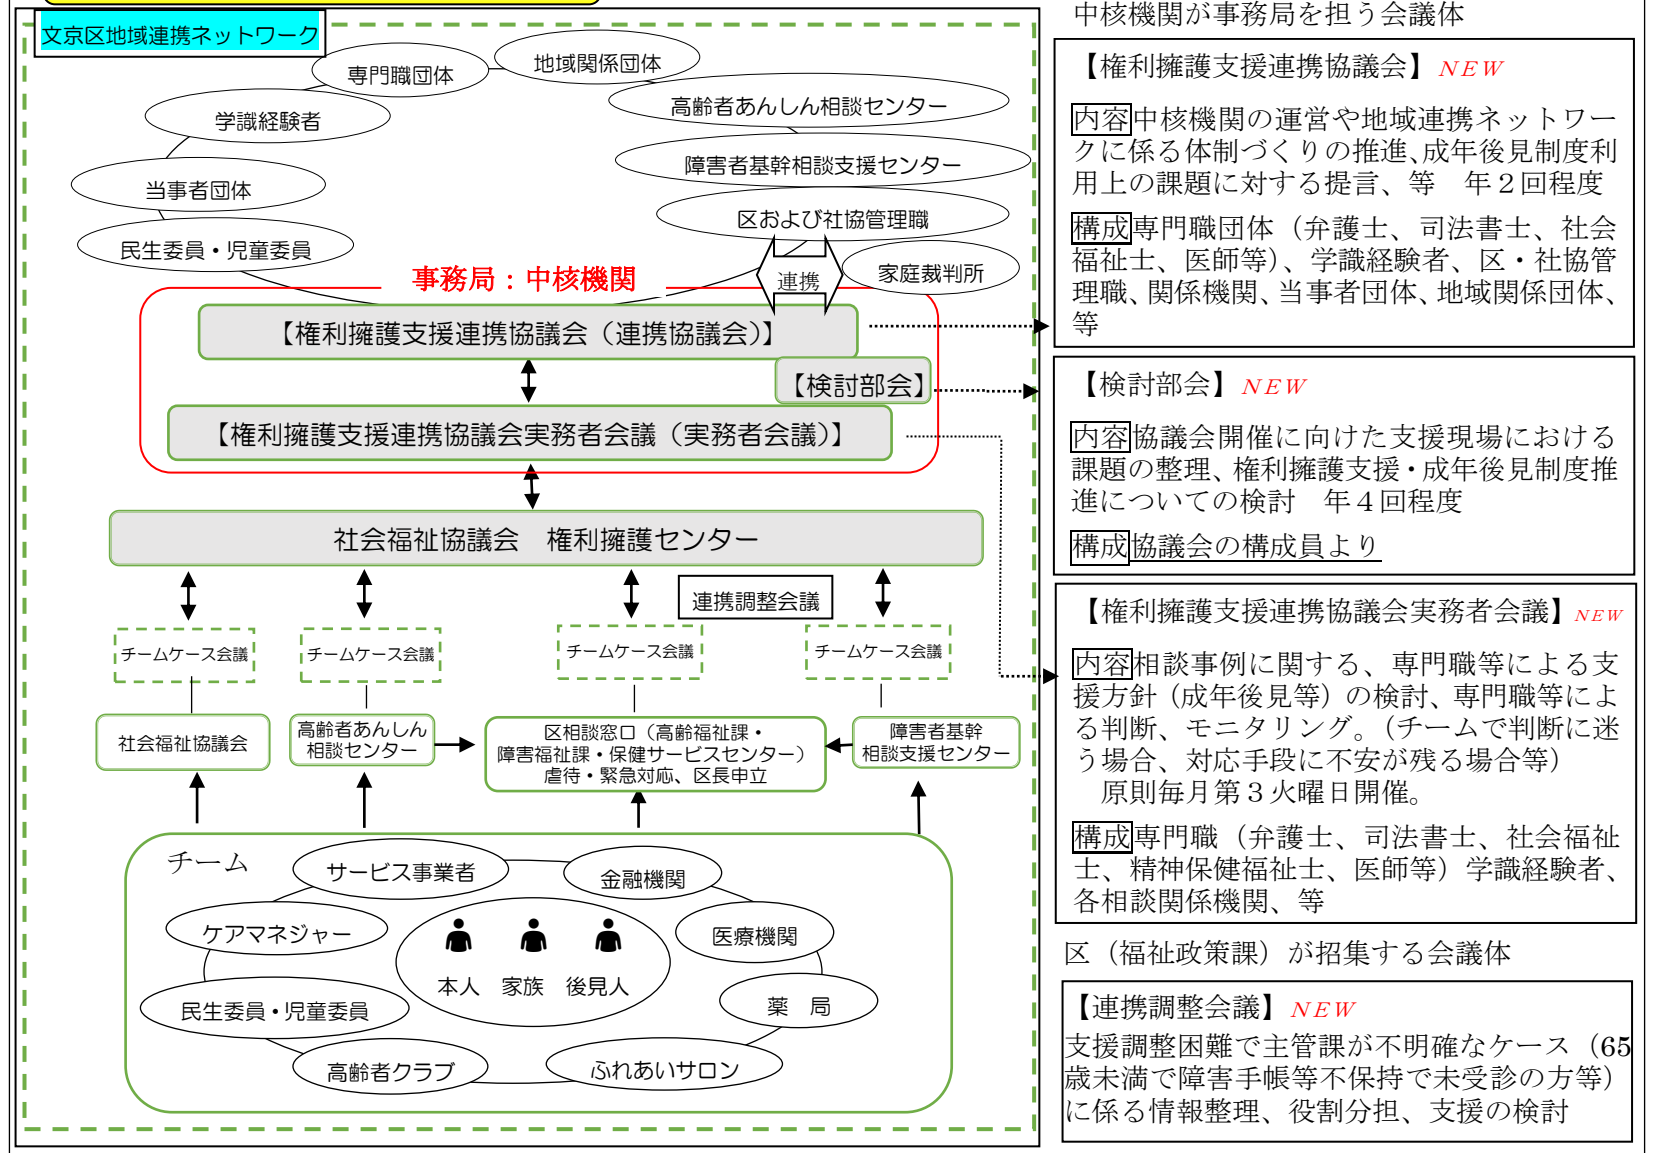 文京区地域連携ネットワーク
専門職団体
地域関係団体
学識経験者
高齢者あんしん相談センター
障害者基幹相談支援センター
当事者団体
区および社協管理職
民生委員・児童委員
連携
家庭裁判所
事務局：中核機関
【権利擁護支援連携協議会（連携協議会）】
【検討部会】
【権利擁護支援連携協議会実務者会議（実務者会議）】
社会福祉協議会　権利擁護センター
連携調整会議
チームケース会議
チームケース会議
チームケース会議
チームケース会議
社会福祉協議会
高齢者あんしん
相談センター
区相談窓口（高齢福祉課・
障害福祉課・保健サービスセンター）
虐待・緊急対応、区長申立
障害者基幹
相談支援センター
チーム
サービス事業者
金融機関
ケアマネジャー
医療機関
本人　家族　後見人
民生委員・児童委員
薬　局
高齢者クラブ
ふれあいサロン
中核機関が事務局を担う会議体
【権利擁護支援連携協議会】NEW
内容中核機関の運営や地域連携ネットワー
クに係る体制づくりの推進、成年後見制度利
用上の課題に対する提言、等　年２回程度
構成専門職団体（弁護士、司法書士、社会
福祉士、医師等）、学識経験者、区・社協管
理職、関係機関、当事者団体、地域関係団体、
等
【検討部会】NEW
内容協議会開催に向けた支援現場における
課題の整理、権利擁護支援・成年後見制度推
進についての検討　年４回程度
構成協議会の構成員より
【権利擁護支援連携協議会実務者会議】NEW
内容相談事例に関する、専門職等による支
援方針（成年後見等）の検討、専門職等によ
る判断、モニタリング。（チームで判断に迷
う場合、対応手段に不安が残る場合等）
原則毎月第３火曜日開催。
構成専門職（弁護士、司法書士、社会福祉
士、精神保健福祉士、医師等）学識経験者、
各相談関係機関、等
区（福祉政策課）が招集する会議体
【連携調整会議】NEW
支援調整困難で主管課が不明確なケース（65
歳未満で障害手帳等不保持で未受診の方等）
に係る情報整理、役割分担、支援の検討